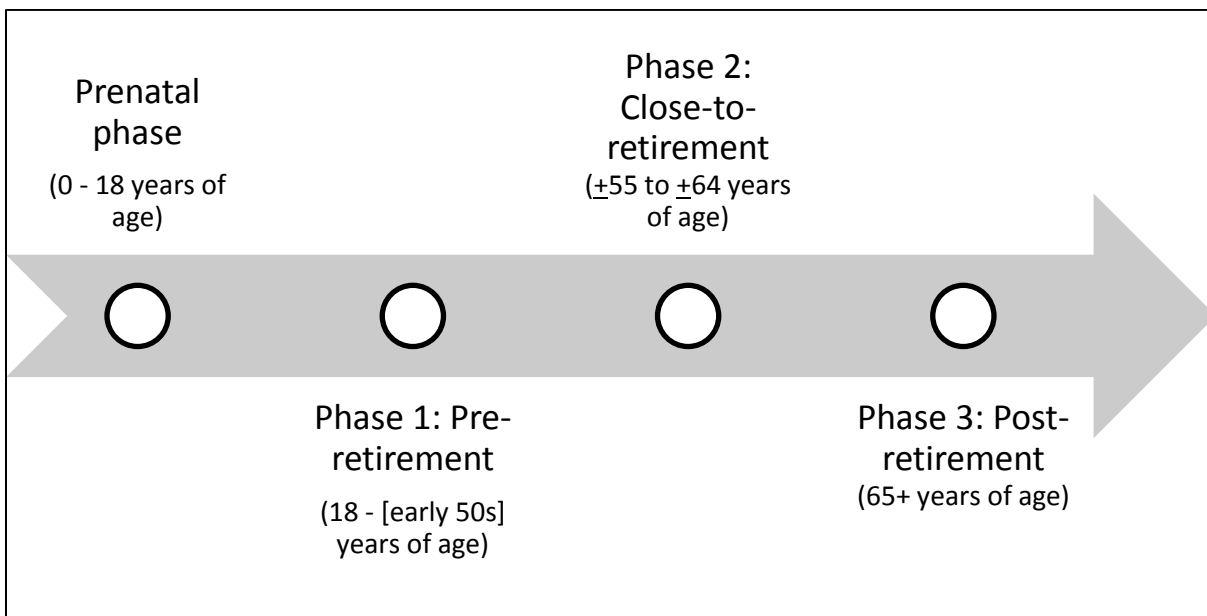 Prenatal
phase
(0 - 18 years of
age)
Phase 1: Pre-
retirement
(18 - [early 50s]
years of age)
Phase 2:
Close-to-
retirement
(±55 to ±64 years
of age)
Phase 3: Post-
retirement
(65+ years of age)